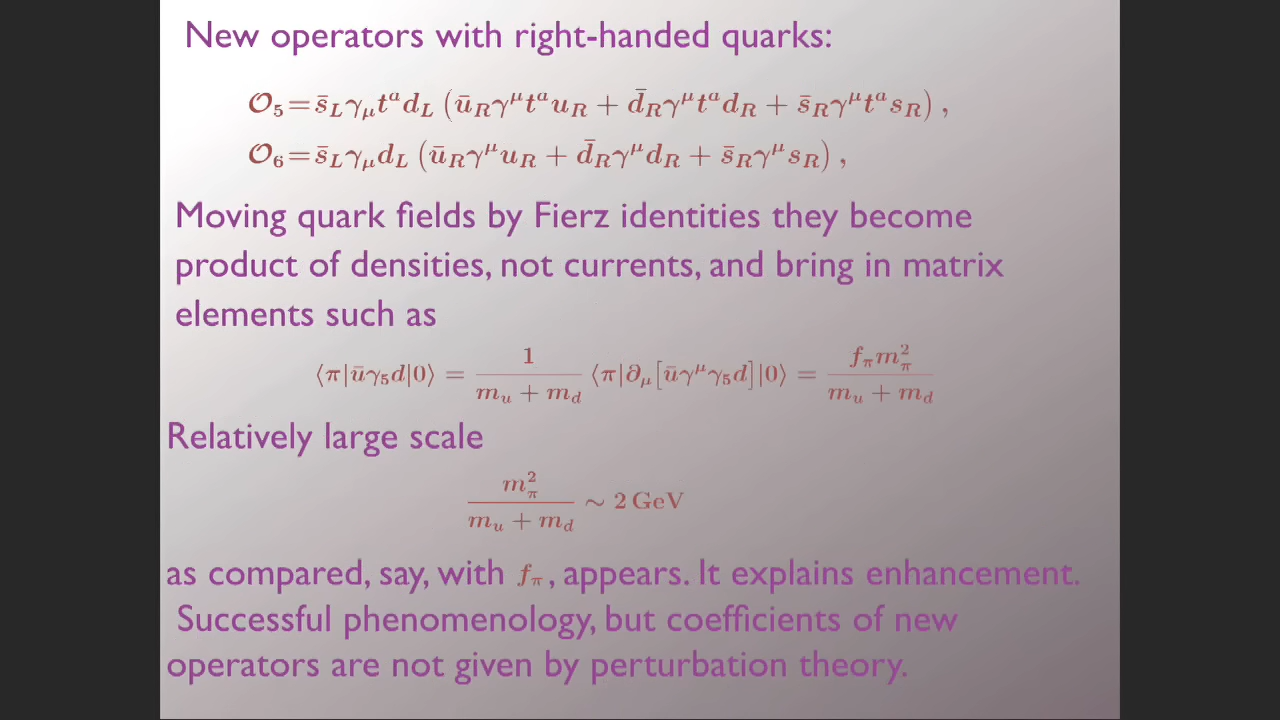 New operators with right-handed quarks:
𝒪₅ = s̄_L γ_μ t^a d_L (ū_R γ^μ t^a u_R + d̄_R γ^μ t^a d_R + s̄_R γ^μ t^a s_R) ,
𝒪₆ = s̄_L γ_μ d_L (ū_R γ^μ u_R + d̄_R γ^μ d_R + s̄_R γ^μ s_R) ,
Moving quark fields by Fierz identities they become
product of densities, not currents, and bring in matrix
elements such as
⟨π|ūγ₅d|0⟩ = 1/(m_u + m_d) ⟨π|∂_μ[ūγ^μγ₅d]|0⟩ = f_π m_π²/(m_u + m_d)
Relatively large scale
m_π²/(m_u + m_d) ∼ 2 GeV
as compared, say, with f_π, appears. It explains enhancement.
Successful phenomenology, but coefficients of new
operators are not given by perturbation theory.